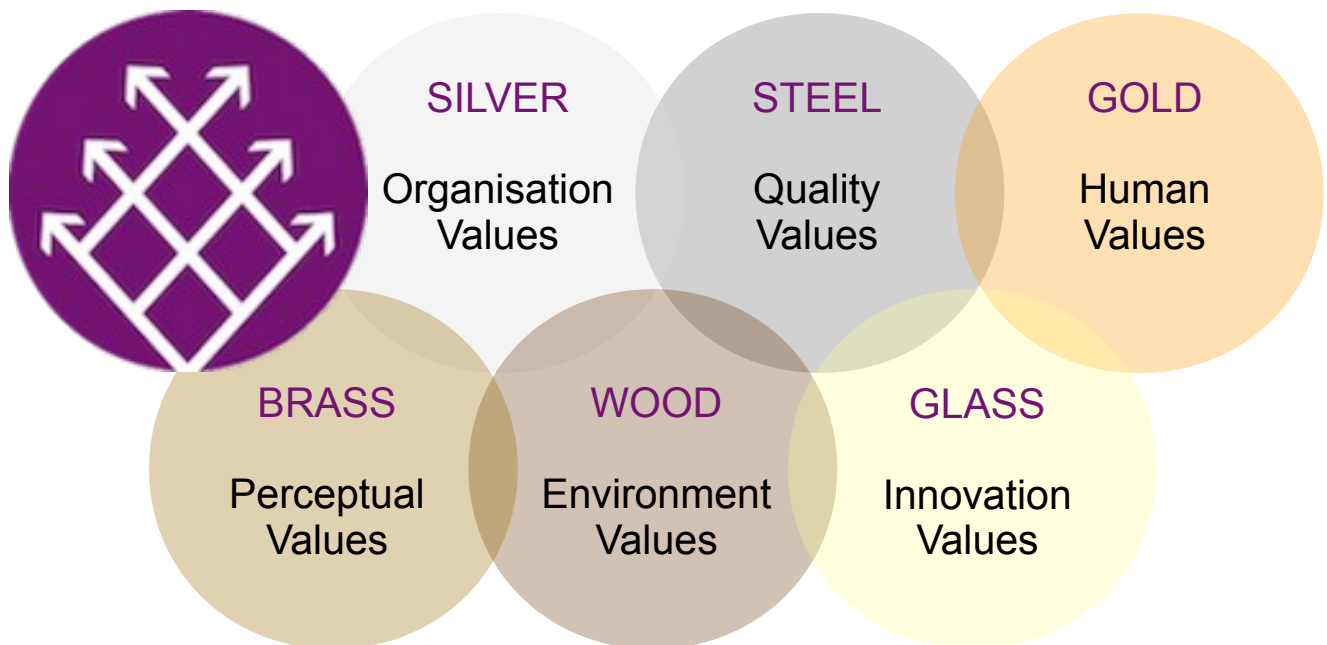 SILVER
Organisation
Values
STEEL
Quality
Values
GOLD
Human
Values
BRASS
Perceptual
Values
WOOD
Environment
Values
GLASS
Innovation
Values